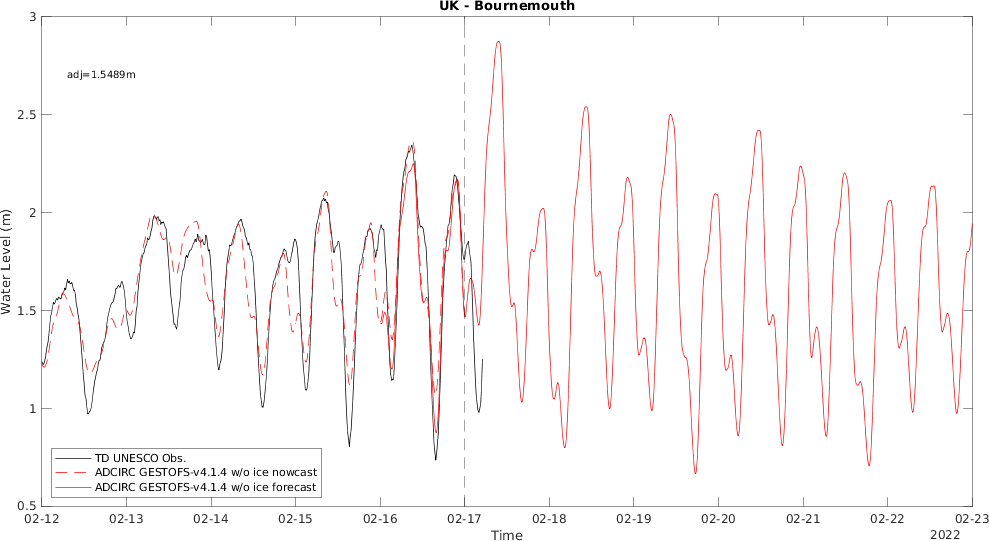 UK - Bournemouth
3
adj=1.5489m
2.5
2
Water Level (m)
1.5
1
TD UNESCO Obs.
ADCIRC GESTOFS-v4.1.4 w/o ice nowcast
ADCIRC GESTOFS-v4.1.4 w/o ice forecast
0.5
02-12 02-13 02-14 02-15 02-16 02-17 02-18 02-19 02-20 02-21 02-22 02-23
Time
2022